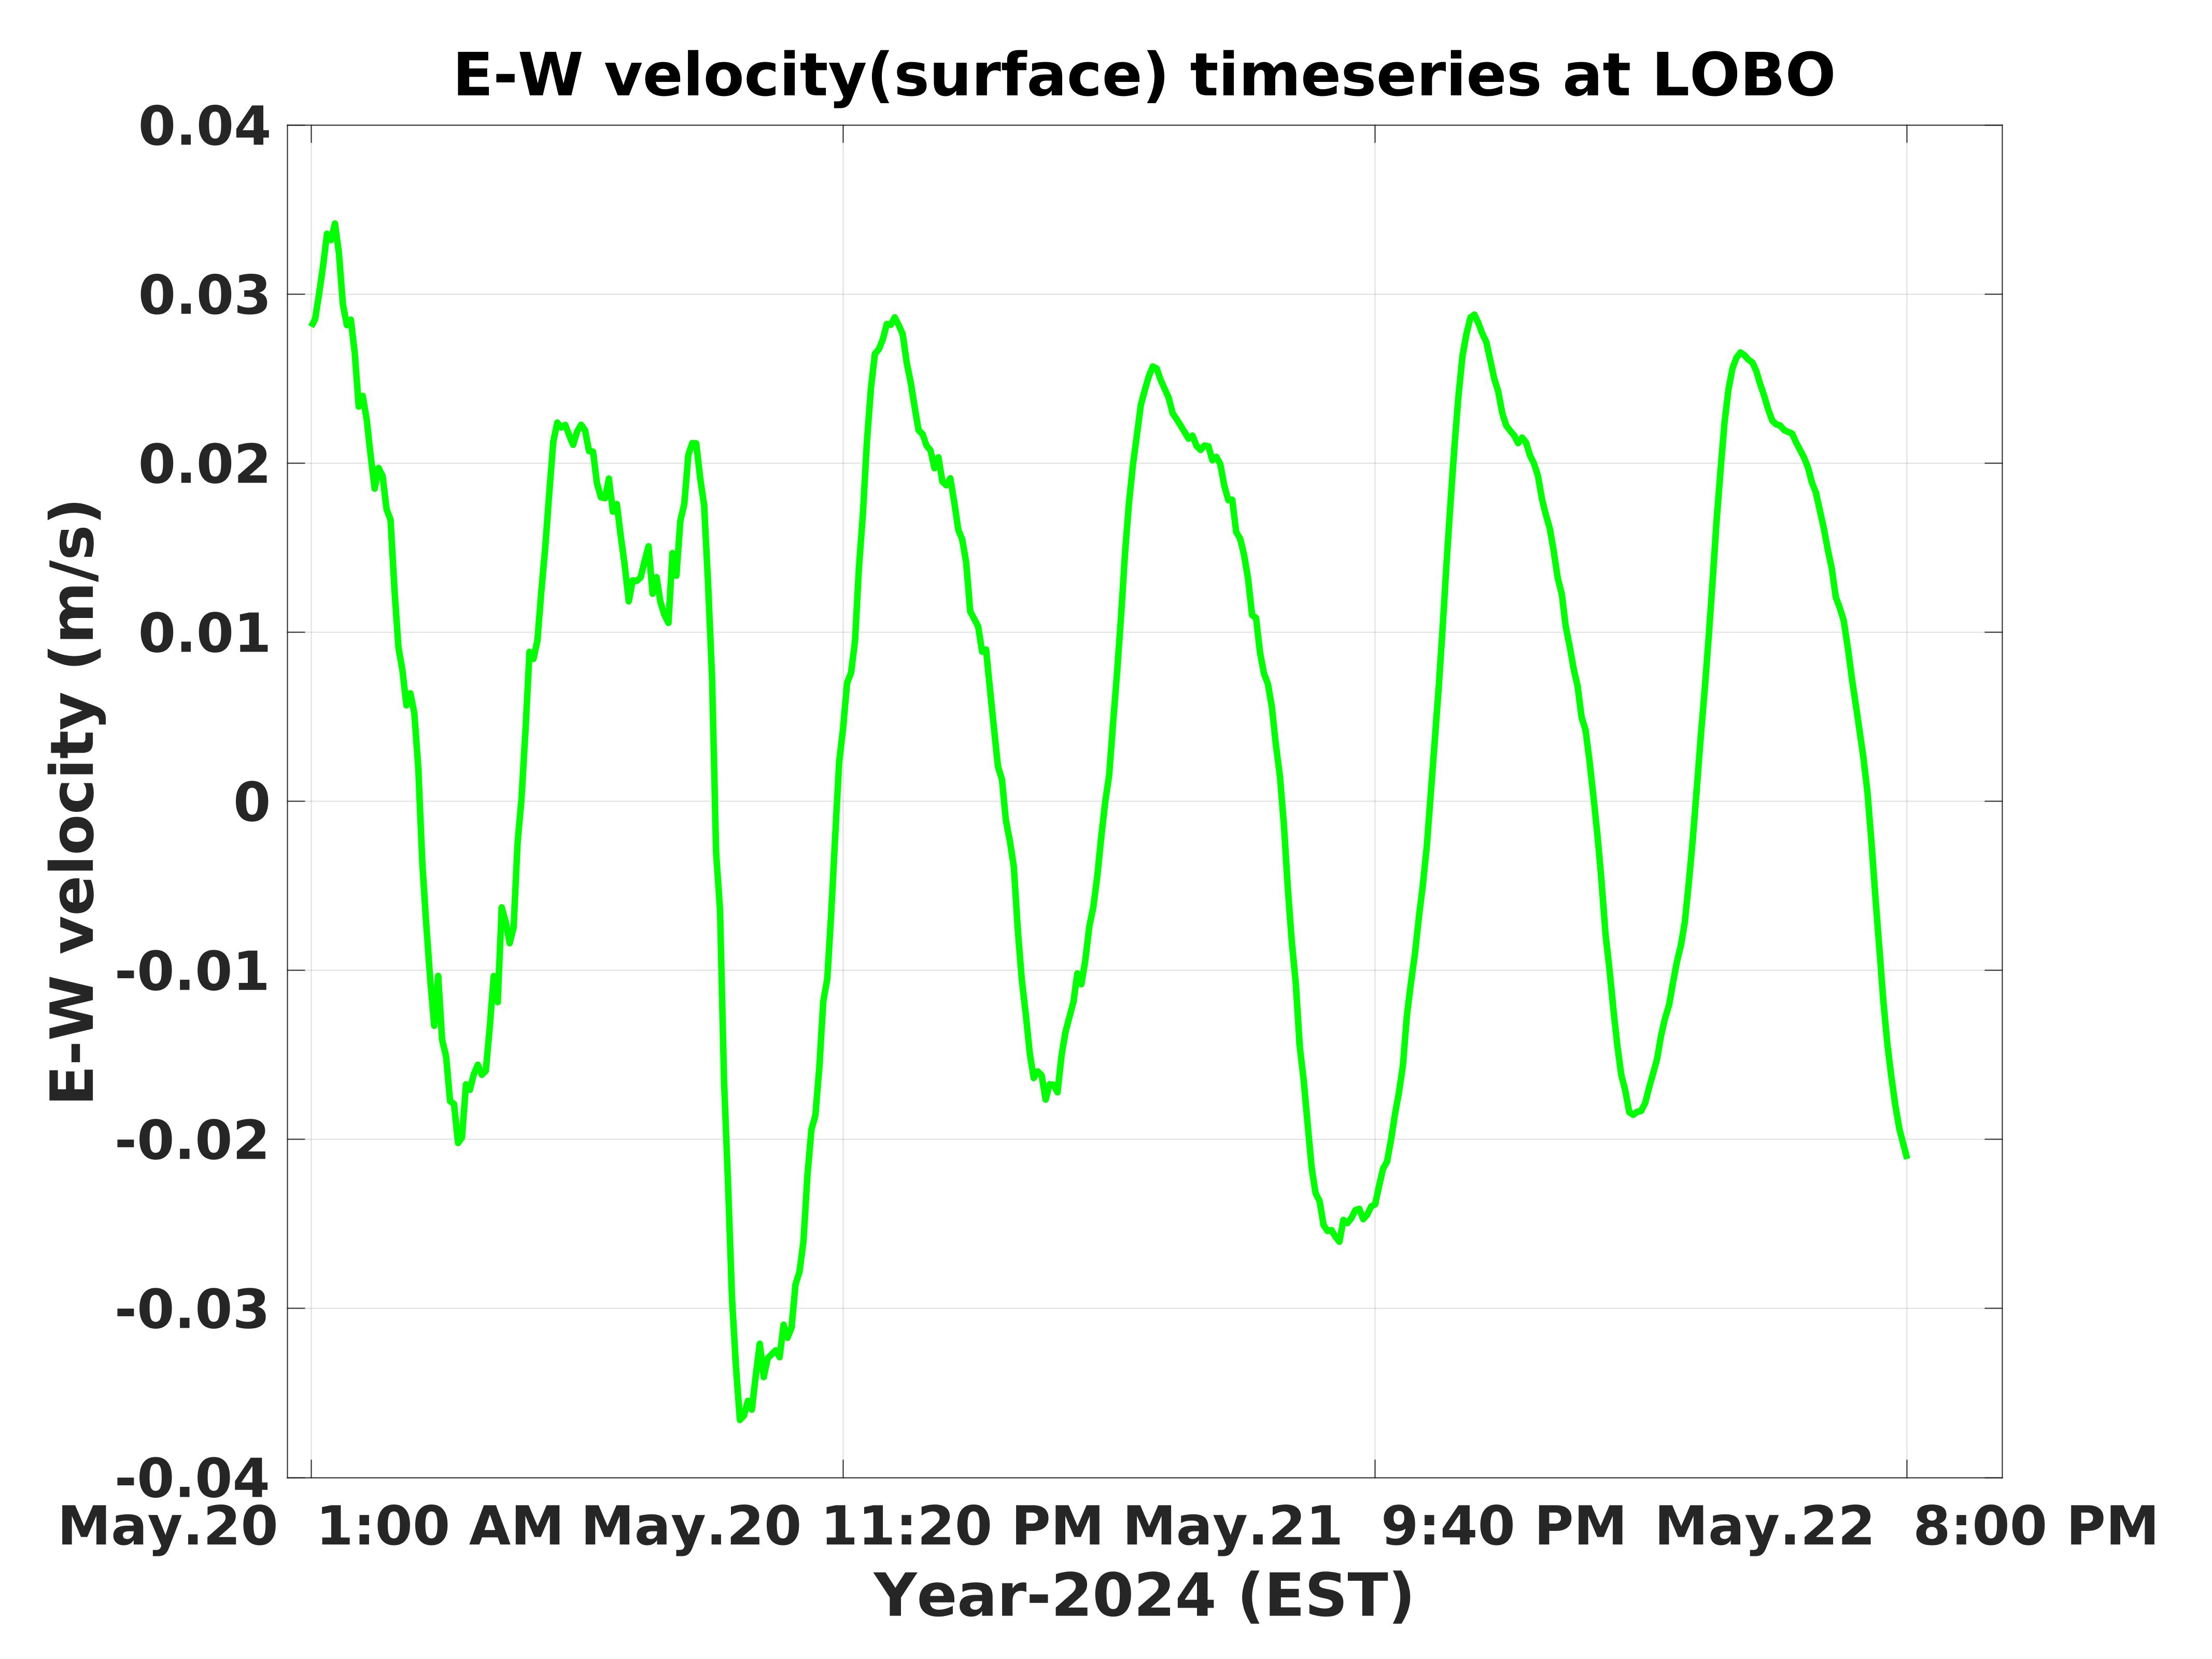 E-W velocity(surface) timeseries at LOBO
E-W velocity (m/s)
0.04
0.03
0.02
0.01
0
-0.01
-0.02
-0.03
-0.04
May.20 1:00 AM May.20 11:20 PM May.21 9:40 PM May.22 8:00 PM
Year-2024 (EST)